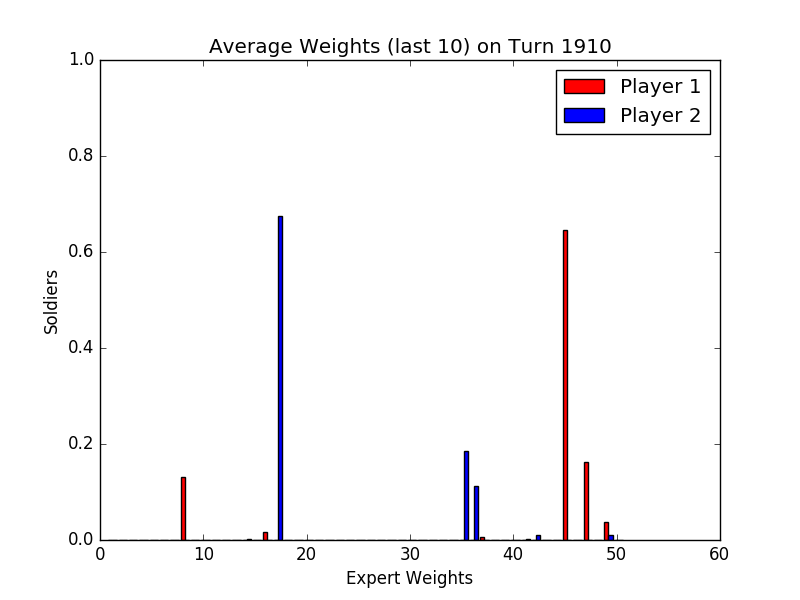 Average Weights (last 10) on Turn 1910
1.0
0.8
0.6
0.4
0.2
0.0
Soldiers
Player 1
Player 2
0 10 20 30 40 50 60
Expert Weights